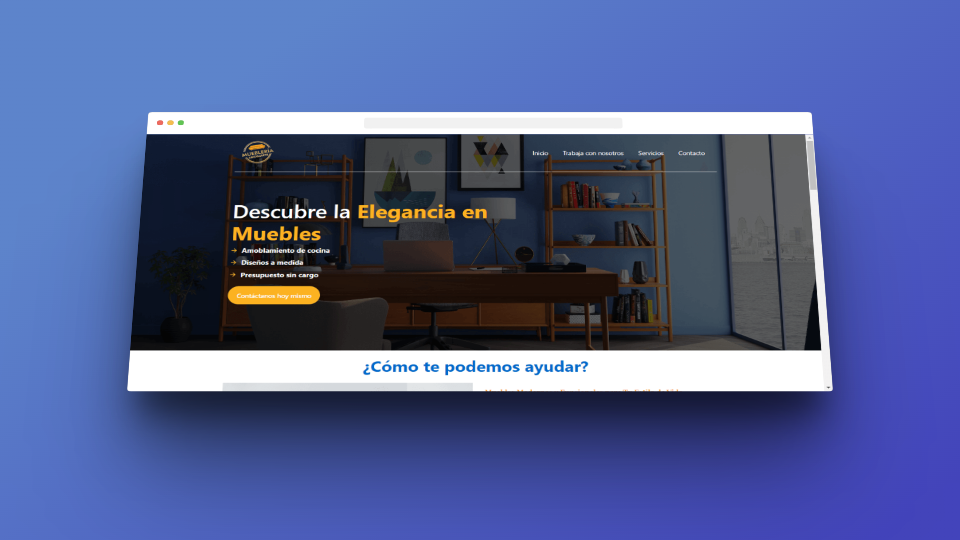 MUEBLERIA
Inicio
Trabaja con nosotros
Servicios
Contacto
Descubre la Elegancia en
Muebles
Amoblamiento de cocina
Diseños a medida
Presupuesto sin cargo
Contáctanos hoy mismo
¿Cómo te podemos ayudar?